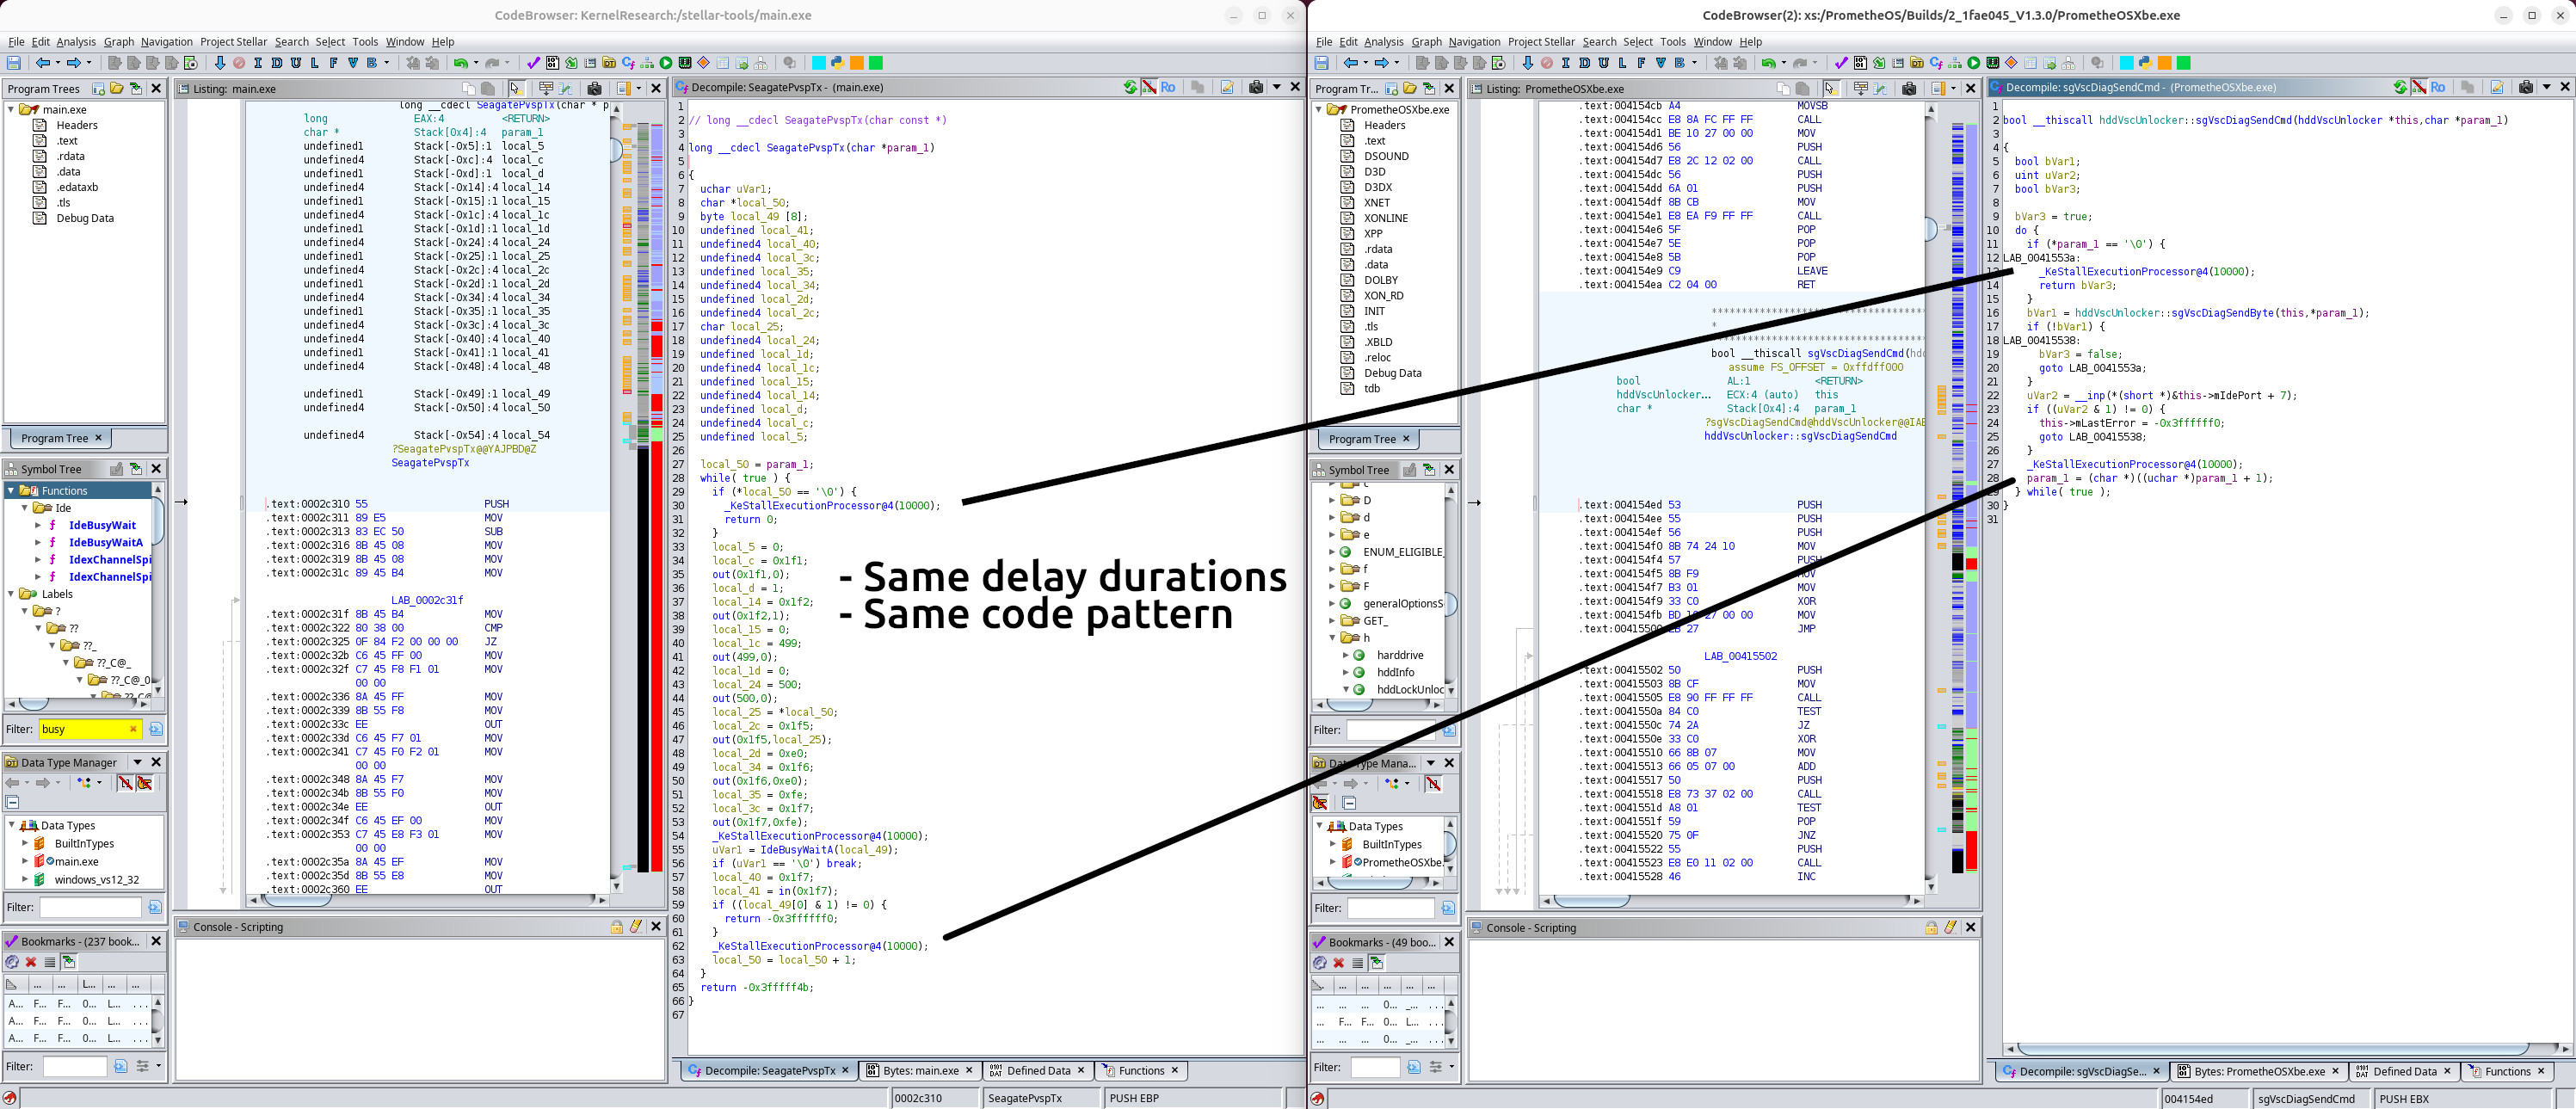 CodeBrowser: KernelResearch:/stellar-tools/main.exe
File Edit Analysis Graph Navigation Project Stellar Search Select Tools Window Help
I D U L F V B
Program Trees
main.exe
Headers
.text
.rdata
.data
.edataxb
.tls
Debug Data
Program Tree
Symbol Tree
Functions
Ide
IdeBusyWait
IdeBusyWaitA
IdexChannelSpi
IdexChannelSpi
Labels
?
??
??_
??_C@_
??_C@_0
Filter: busy
Data Type Manager
Data Types
BuiltInTypes
main.exe
windows_vs12_32
Filter:
Bookmarks - (237 book...
... ... L... ... ...
A... F... F... 0... L... ...
A... F... F... 0... L... ...
A... F... F... 0... L... ...
Filter:
Listing: main.exe
long __cdecl SeagatePvspTx(char * p
long EAX:4 <RETURN>
char * Stack[0x4]:4 param_1
undefined1 Stack[-0x5]:1 local_5
undefined4 Stack[-0xc]:4 local_c
undefined1 Stack[-0xd]:1 local_d
undefined4 Stack[-0x14]:4 local_14
undefined1 Stack[-0x15]:1 local_15
undefined4 Stack[-0x1c]:4 local_1c
undefined1 Stack[-0x1d]:1 local_1d
undefined4 Stack[-0x24]:4 local_24
undefined1 Stack[-0x25]:1 local_25
undefined4 Stack[-0x2c]:4 local_2c
undefined1 Stack[-0x2d]:1 local_2d
undefined4 Stack[-0x34]:4 local_34
undefined1 Stack[-0x35]:1 local_35
undefined4 Stack[-0x3c]:4 local_3c
undefined4 Stack[-0x40]:4 local_40
undefined1 Stack[-0x41]:1 local_41
undefined4 Stack[-0x48]:4 local_48
undefined1 Stack[-0x49]:1 local_49
undefined4 Stack[-0x50]:4 local_50
undefined4 Stack[-0x54]:4 local_54
?SeagatePvspTx@@YAJPBD@Z
SeagatePvspTx
.text:0002c310 55 PUSH
.text:0002c311 89 E5 MOV
.text:0002c313 83 EC 50 SUB
.text:0002c316 8B 45 08 MOV
.text:0002c319 8B 45 08 MOV
.text:0002c31c 89 45 B4 MOV
LAB_0002c31f
.text:0002c31f 8B 45 B4 MOV
.text:0002c322 80 38 00 CMP
.text:0002c325 0F 84 F2 00 00 00 JZ
.text:0002c32b C6 45 FF 00 MOV
.text:0002c32f C7 45 F8 F1 01 MOV
00 00
.text:0002c336 8A 45 FF MOV
.text:0002c339 8B 55 F8 MOV
.text:0002c33c EE OUT
.text:0002c33d C6 45 F7 01 MOV
.text:0002c341 C7 45 F0 F2 01 MOV
00 00
.text:0002c348 8A 45 F7 MOV
.text:0002c34b 8B 55 F0 MOV
.text:0002c34e EE OUT
.text:0002c34f C6 45 EF 00 MOV
.text:0002c353 C7 45 E8 F3 01 MOV
00 00
.text:0002c35a 8A 45 EF MOV
.text:0002c35d 8B 55 E8 MOV
.text:0002c360 EE OUT
Console - Scripting
Decompile: SeagatePvspTx - (main.exe)
1
2 // long __cdecl SeagatePvspTx(char const *)
3
4 long __cdecl SeagatePvspTx(char *param_1)
5
6 {
7 uchar uVar1;
8 char *local_50;
9 byte local_49 [8];
10 undefined local_41;
11 undefined4 local_40;
12 undefined4 local_3c;
13 undefined local_35;
14 undefined4 local_34;
15 undefined local_2d;
16 undefined4 local_2c;
17 char local_25;
18 undefined4 local_24;
19 undefined local_1d;
20 undefined4 local_1c;
21 undefined local_15;
22 undefined4 local_14;
23 undefined local_d;
24 undefined4 local_c;
25 undefined local_5;
26
27 local_50 = param_1;
28 while( true ) {
29 if (*local_50 == '\0') {
30 _KeStallExecutionProcessor@4(10000);
31 return 0;
32 }
33 local_5 = 0;
34 local_c = 0x1f1;
35 out(0x1f1,0);
36 local_d = 1;
37 local_14 = 0x1f2;
38 out(0x1f2,1);
39 local_15 = 0;
40 local_1c = 499;
41 out(499,0);
42 local_1d = 0;
43 local_24 = 500;
44 out(500,0);
45 local_25 = *local_50;
46 local_2c = 0x1f5;
47 out(0x1f5,local_25);
48 local_2d = 0xe0;
49 local_34 = 0x1f6;
50 out(0x1f6,0xe0);
51 local_35 = 0xfe;
52 local_3c = 0x1f7;
53 out(0x1f7,0xfe);
54 _KeStallExecutionProcessor@4(10000);
55 uVar1 = IdeBusyWaitA(local_49);
56 if (uVar1 == '\0') break;
57 local_40 = 0x1f7;
58 local_41 = in(0x1f7);
59 if ((local_49[0] & 1) != 0) {
60 return -0x3ffffff0;
61 }
62 _KeStallExecutionProcessor@4(10000);
63 local_50 = local_50 + 1;
64 }
65 return -0x3fffff4b;
66 }
67
- Same delay durations
- Same code pattern
Decompile: SeagatePvspTx Bytes: main.exe Defined Data Functions
0002c310 SeagatePvspTx PUSH EBP
CodeBrowser(2): xs:/PrometheOS/Builds/2_1fae045_V1.3.0/PrometheOSXbe.exe
File Edit Analysis Graph Navigation Project Stellar Search Select Tools Window Help
I D U L F V B
Program Tr...
PrometheOSXbe.exe
Headers
.text
DSOUND
D3D
D3DX
XNET
XONLINE
XPP
.rdata
.data
DOLBY
XON_RD
INIT
.tls
.XBLD
.reloc
Debug Data
tdb
Program Tree
Symbol Tree
D
d
e
ENUM_ELIGIBLE_
f
F
generalOptionsS
GET_
h
harddrive
hddInfo
hddLockUnloc
Filter:
Data Type Mana...
Data Types
BuiltInTypes
PrometheOSXbe.
Filter:
Bookmarks - (49 boo...
... ... ... 0... _... ...
... F... F... 0... L... ...
... ... ... 0... _... ...
Filter:
Listing: PrometheOSXbe.exe
.text:004154cb A4 MOVSB
.text:004154cc E8 8A FC FF FF CALL
.text:004154d1 BE 10 27 00 00 MOV
.text:004154d6 56 PUSH
.text:004154d7 E8 2C 12 02 00 CALL
.text:004154dc 56 PUSH
.text:004154dd 6A 01 PUSH
.text:004154df 8B CB MOV
.text:004154e1 E8 EA F9 FF FF CALL
.text:004154e6 5F POP
.text:004154e7 5E POP
.text:004154e8 5B POP
.text:004154e9 C9 LEAVE
.text:004154ea C2 04 00 RET
bool __thiscall sgVscDiagSendCmd(hdd
assume FS_OFFSET = 0xffdff000
bool AL:1 <RETURN>
hddVscUnlocker... ECX:4 (auto) this
char * Stack[0x4]:4 param_1
?sgVscDiagSendCmd@hddVscUnlocker@@IAE
hddVscUnlocker::sgVscDiagSendCmd
.text:004154ed 53 PUSH
.text:004154ee 55 PUSH
.text:004154ef 56 PUSH
.text:004154f0 8B 74 24 10 MOV
.text:004154f4 57 PUSH
.text:004154f5 8B F9 MOV
.text:004154f7 B3 01 MOV
.text:004154f9 33 C0 XOR
.text:004154fb BD 10 27 00 00 MOV
.text:00415500 EB 27 JMP
LAB_00415502
.text:00415502 50 PUSH
.text:00415503 8B CF MOV
.text:00415505 E8 90 FF FF FF CALL
.text:0041550a 84 C0 TEST
.text:0041550c 74 2A JZ
.text:0041550e 33 C0 XOR
.text:00415510 66 8B 07 MOV
.text:00415513 66 05 07 00 ADD
.text:00415517 50 PUSH
.text:00415518 E8 73 37 02 00 CALL
.text:0041551d A8 01 TEST
.text:0041551f 59 POP
.text:00415520 75 0F JNZ
.text:00415522 55 PUSH
.text:00415523 E8 E0 11 02 00 CALL
.text:00415528 46 INC
Console - Scripting
Decompile: sgVscDiagSendCmd - (PrometheOSXbe.exe)
1
2 bool __thiscall hddVscUnlocker::sgVscDiagSendCmd(hddVscUnlocker *this,char *param_1)
3
4 {
5 bool bVar1;
6 uint uVar2;
7 bool bVar3;
8
9 bVar3 = true;
10 do {
11 if (*param_1 == '\0') {
12 LAB_0041553a:
_KeStallExecutionProcessor@4(10000);
14 return bVar3;
15 }
16 bVar1 = hddVscUnlocker::sgVscDiagSendByte(this,*param_1);
17 if (!bVar1) {
18 LAB_00415538:
19 bVar3 = false;
20 goto LAB_0041553a;
21 }
22 uVar2 = __inp(*(short *)&this->mIdePort + 7);
23 if ((uVar2 & 1) != 0) {
24 this->mLastError = -0x3ffffff0;
25 goto LAB_00415538;
26 }
27 _KeStallExecutionProcessor@4(10000);
28 param_1 = (char *)((uchar *)param_1 + 1);
} while( true );
30 }
31
Decompile: sgVscDiagSe... Bytes: PrometheOSXbe.exe Defined Data Functions
004154ed sgVscDiagSendCmd PUSH EBX